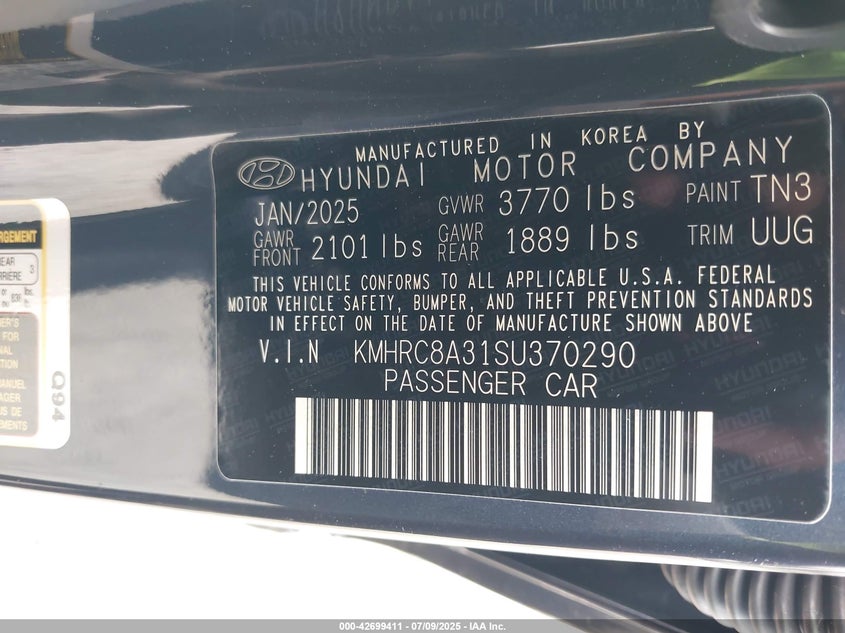 MANUFACTURED IN KOREA BY
HYUNDAI MOTOR COMPANY
JAN/2025 GVWR 3770 lbs PAINT TN3
GAWR FRONT 2101 lbs GAWR REAR 1889 lbs TRIM UUG
THIS VEHICLE CONFORMS TO ALL APPLICABLE U.S.A. FEDERAL
MOTOR VEHICLE SAFETY, BUMPER, AND THEFT PREVENTION STANDARDS
IN EFFECT ON THE DATE OF MANUFACTURE SHOWN ABOVE
V.I.N KMHRC8A31SU370290
PASSENGER CAR
Q94
000-42699411 - 07/09/2025 - IAA Inc.